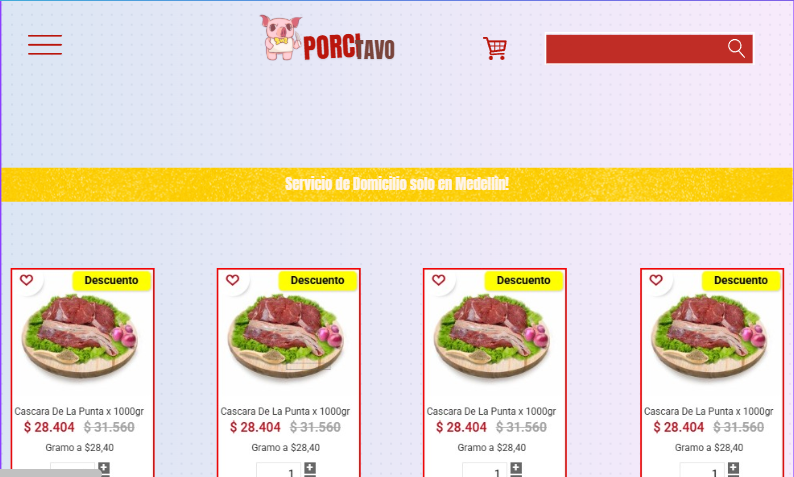 PORCItAVO
Servicio de Domicilio solo en Medellín!
Descuento
Descuento
Descuento
Descuento
Cascara De La Punta x 1000gr
$ 28.404 $ 31.560
Gramo a $28,40
Cascara De La Punta x 1000gr
$ 28.404 $ 31.560
Gramo a $28,40
1
Cascara De La Punta x 1000gr
$ 28.404 $ 31.560
Gramo a $28,40
1
Cascara De La Punta x 1000gr
$ 28.404 $ 31.560
Gramo a $28,40
1